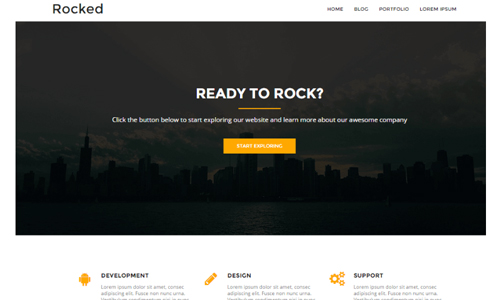 Rocked
HOME BLOG PORTFOLIO LOREM IPSUM
READY TO ROCK?
Click the button below to start exploring our website and learn more about our awesome company
START EXPLORING
DEVELOPMENT DESIGN SUPPORT
Lorem ipsum dolor sit amet, consec Lorem ipsum dolor sit amet, consec Lorem ipsum dolor sit amet, consec
adipiscing elit. Fusce non nunc urna. adipiscing elit. Fusce non nunc urna. adipiscing elit. Fusce non nunc urna.